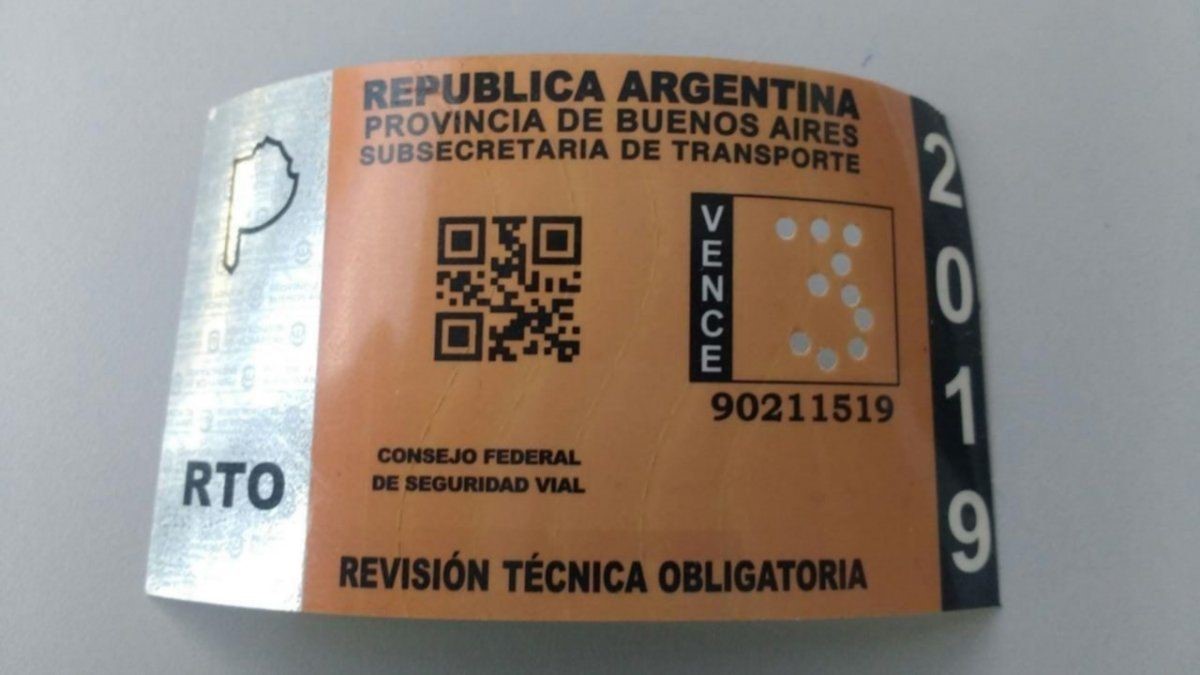 REPUBLICA ARGENTINA
PROVINCIA DE BUENOS AIRES
SUBSECRETARIA DE TRANSPORTE
VENCE
3
90211519
2019
CONSEJO FEDERAL
DE SEGURIDAD VIAL
RTO
REVISIÓN TÉCNICA OBLIGATORIA